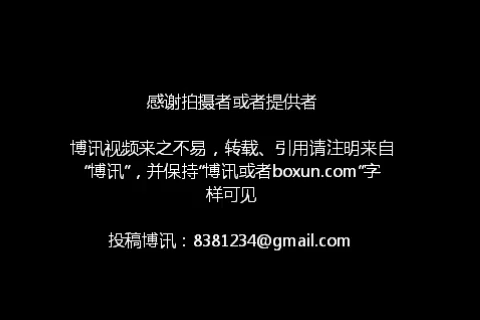 感谢拍摄者或者提供者
博讯视频来之不易，转载、引用请注明来自
“博讯”，并保持“博讯或者boxun.com”字
样可见
投稿博讯：8381234@gmail.com